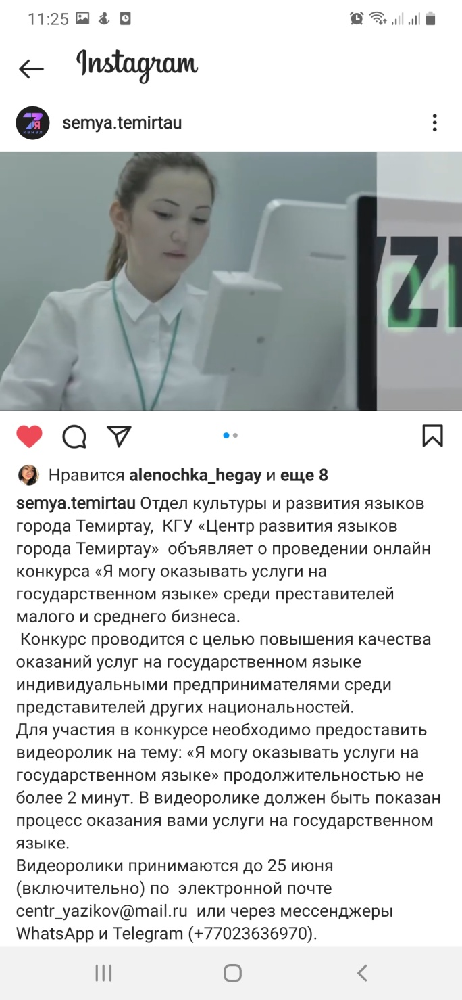 11:25
Instagram
7Я
КАНАЛ
semya.temirtau
ZI
01
Нравится alenochka_hegay и еще 8
semya.temirtau Отдел культуры и развития языков
города Темиртау,  КГУ «Центр развития языков
города Темиртау»  объявляет о проведении онлайн
конкурса «Я могу оказывать услуги на
государственном языке» среди преставителей
малого и среднего бизнеса.
Конкурс проводится с целью повышения качества
оказаний услуг на государственном языке
индивидуальными предпринимателями среди
представителей других национальностей.
Для участия в конкурсе необходимо предоставить
видеоролик на тему: «Я могу оказывать услуги на
государственном языке» продолжительностью не
более 2 минут. В видеоролике должен быть показан
процесс оказания вами услуги на государственном
языке.
Видеоролики принимаются до 25 июня
(включительно) по  электронной почте
centr_yazikov@mail.ru  или через мессенджеры
WhatsApp и Telegram (+77023636970).